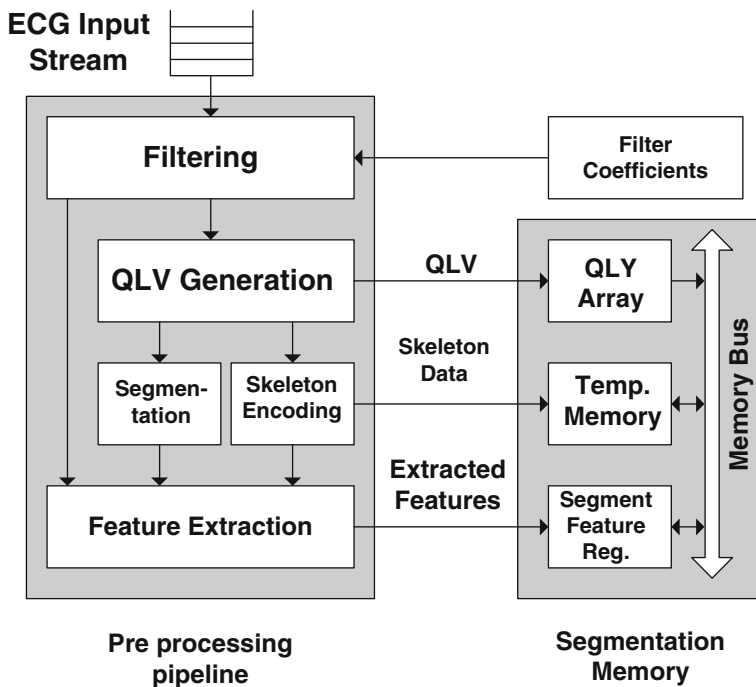 ECG Input
Stream
Filtering
Filter
Coefficients
QLV Generation
QLV
QLY
Array
Segmen-
tation
Skeleton
Encoding
Skeleton
Data
Temp.
Memory
Memory Bus
Feature Extraction
Extracted
Features
Segment
Feature
Reg.
Pre processing
pipeline
Segmentation
Memory